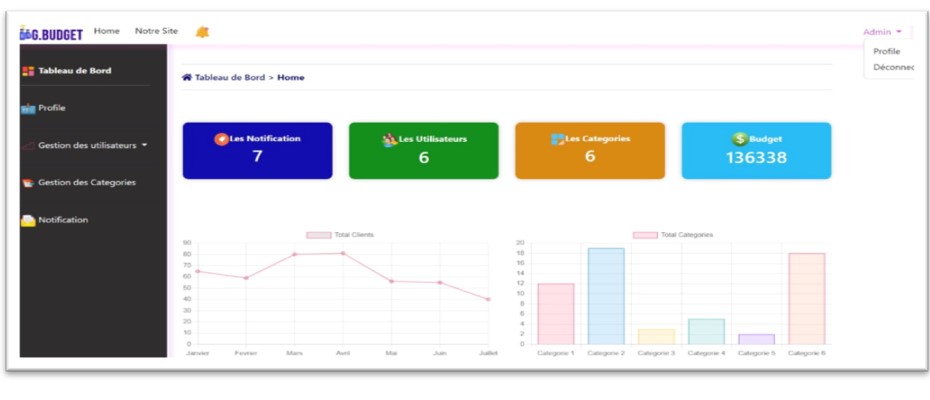 G.BUDGET Home Notre Site
Admin
Profile
Déconnec
Tableau de Bord
Profile
Gestion des utilisateurs
Gestion des Categories
Notification
Tableau de Bord > Home
Les Notification
7
Les Utilisateurs
6
Les Categories
6
Budget
136338
Total Clients
90
80
70
60
50
40
30
20
10
0
Janvier Fevrier Mars Avril Mai Juin Juillet
Total Categories
20
18
16
14
12
10
8
6
4
2
0
Categorie 1 Categorie 2 Categorie 3 Categorie 4 Categorie 5 Categorie 6